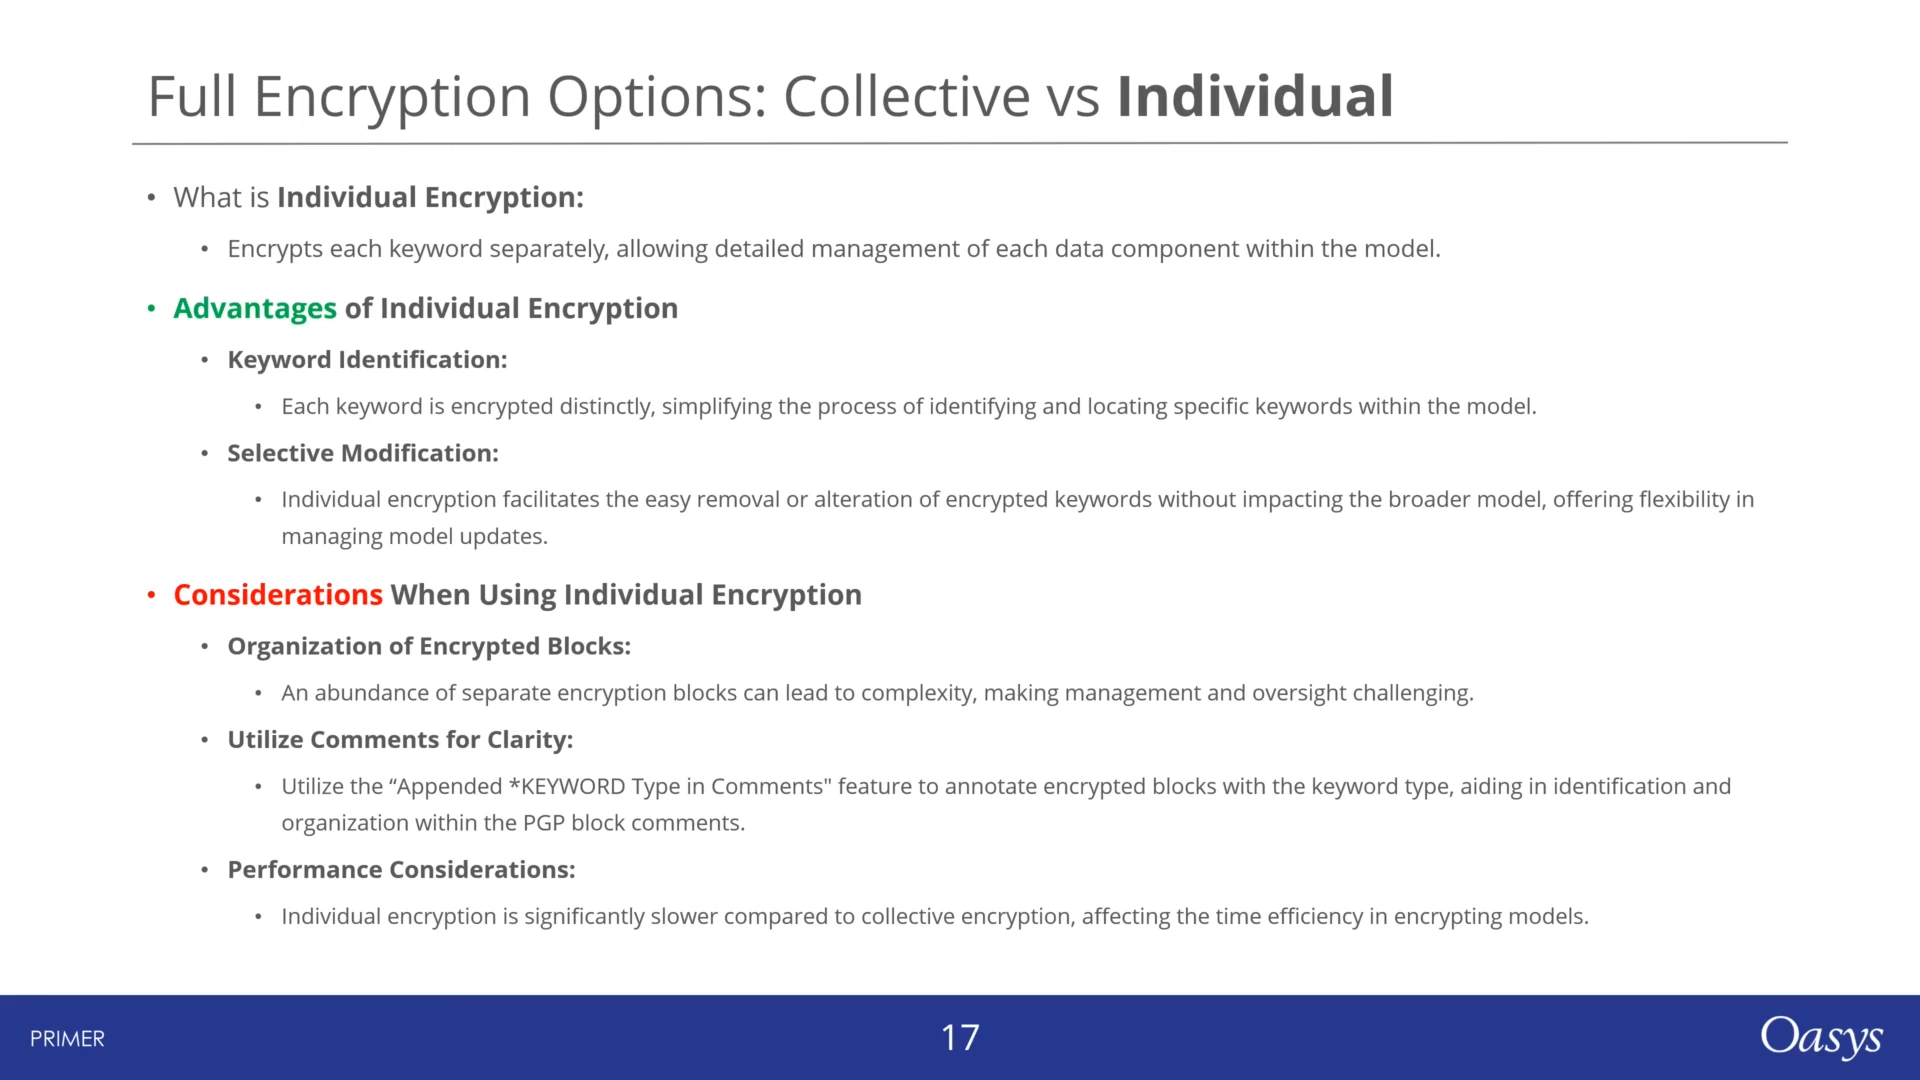 Full Encryption Options: Collective vs Individual
• What is Individual Encryption:
• Encrypts each keyword separately, allowing detailed management of each data component within the model.
• Advantages of Individual Encryption
• Keyword Identification:
• Each keyword is encrypted distinctly, simplifying the process of identifying and locating specific keywords within the model.
• Selective Modification:
• Individual encryption facilitates the easy removal or alteration of encrypted keywords without impacting the broader model, offering flexibility in
managing model updates.
• Considerations When Using Individual Encryption
• Organization of Encrypted Blocks:
• An abundance of separate encryption blocks can lead to complexity, making management and oversight challenging.
• Utilize Comments for Clarity:
• Utilize the “Appended *KEYWORD Type in Comments" feature to annotate encrypted blocks with the keyword type, aiding in identification and
organization within the PGP block comments.
• Performance Considerations:
• Individual encryption is significantly slower compared to collective encryption, affecting the time efficiency in encrypting models.
PRIMER
17
Oasys